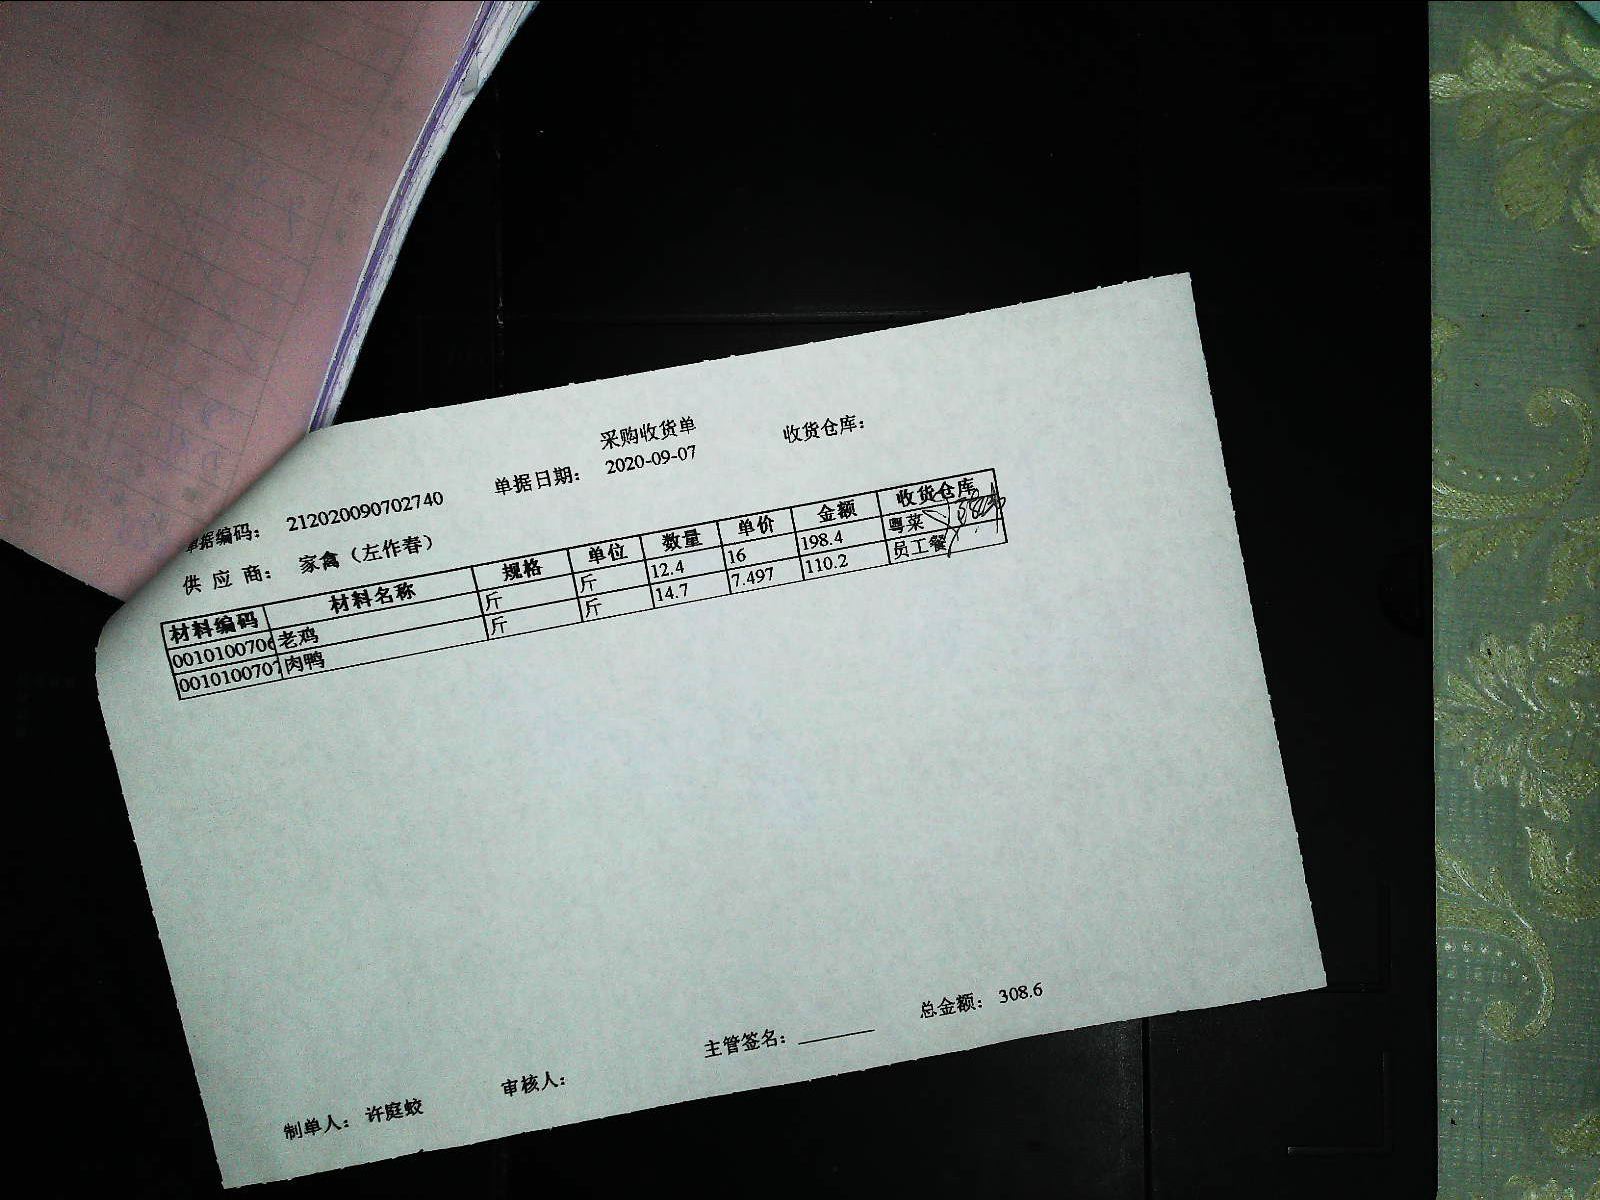 采购收货单
单据编码： 212020090702740 单据日期： 2020-09-07 收货仓库：
供 应 商： 家禽（左作春）
材料编码 材料名称 规格 单位 数量 单价 金额 收货仓库
001010070 老鸡 斤 斤 12.4 16 198.4 粤菜
001010070 肉鸭 斤 斤 14.7 7.497 110.2 员工餐
主管签名： 总金额： 308.6
制单人： 许庭蛟 审核人：